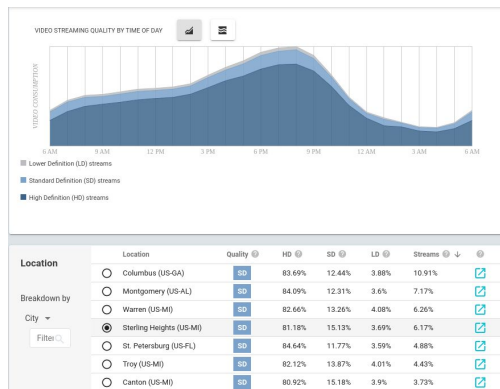 VIDEO STREAMING QUALITY BY TIME OF DAY
VIDEO CONSUMPTION
6 AM 9 AM 12 PM 3 PM 6 PM 9 PM 12 AM 3 AM 6 AM
Lower Definition (LD) streams
Standard Definition (SD) streams
High Definition (HD) streams
Location
Breakdown by
City
Filter
Location Quality HD SD LD Streams
Columbus (US-GA) SD 83.69% 12.44% 3.88% 10.91%
Montgomery (US-AL) SD 84.09% 12.31% 3.6% 7.17%
Warren (US-MI) SD 82.66% 13.26% 4.08% 6.26%
Sterling Heights (US-MI) SD 81.18% 15.13% 3.69% 6.17%
St. Petersburg (US-FL) SD 84.64% 11.77% 3.59% 4.88%
Troy (US-MI) SD 82.12% 13.87% 4.01% 4.43%
Canton (US-MI) SD 80.92% 15.18% 3.9% 3.73%